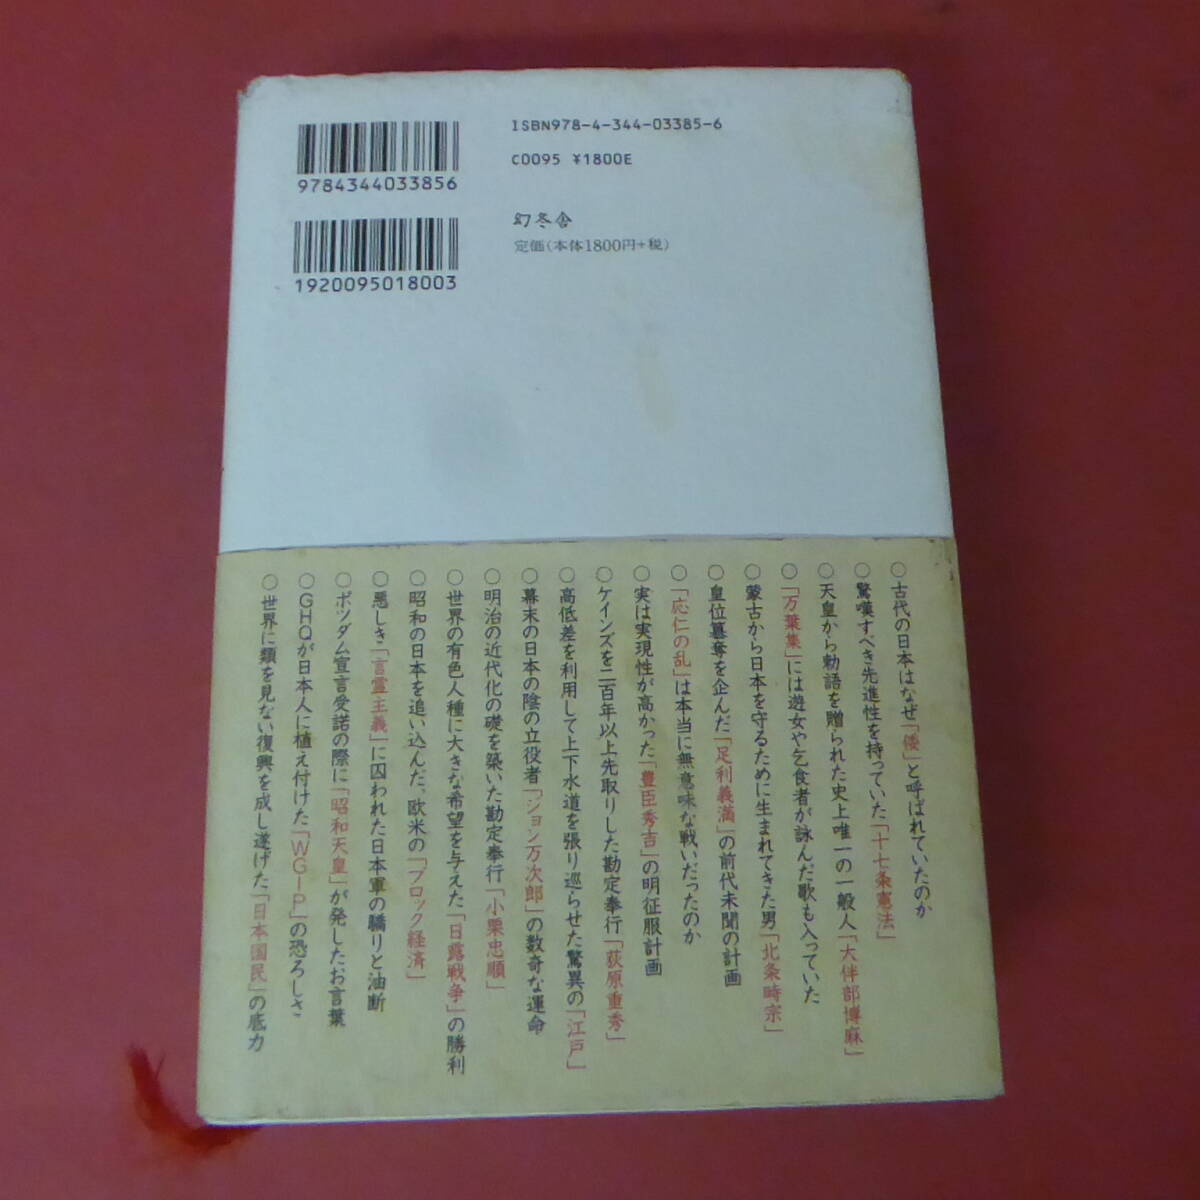 ISBN978-4-344-03385-6
C0095 ¥1800E
幻冬舎
定価(本体1800円+税)
9784344033856
1920095018003
○古代の日本はなぜ「倭」と呼ばれていたのか
○驚嘆すべき先進性を持っていた「十七条憲法」
○天皇から勅語を贈られた史上唯一の一般人「大伴部博麻」
○「万葉集」には遊女や乞食者が詠んだ歌も入っていた
○蒙古から日本を守るために生まれてきた男「北条時宗」
○皇位簒奪を企んだ「足利義満」の前代未聞の計画
○「応仁の乱」は本当に無意味な戦いだったのか
○実は実現性が高かった「豊臣秀吉」の明征服計画
○ケインズを二百年以上先取りした勘定奉行「荻原重秀」
○高低差を利用して上下水道を張り巡らせた驚異の「江戸」
○幕末の日本の陰の立役者「ジョン万次郎」の数奇な運命
○明治の近代化の礎を築いた勘定奉行「小栗忠順」
○世界の有色人種に大きな希望を与えた「日露戦争」の勝利
○昭和の日本を追い込んだ、欧米の「ブロック経済」
○悪しき「言霊主義」に囚われた日本軍の驕りと油断
○ポツダム宣言受諾の際に「昭和天皇」が発したお言葉
○GHQが日本人に植え付けた「WGIP」の恐ろしさ
○世界に類を見ない復興を成し遂げた「日本国民」の底力